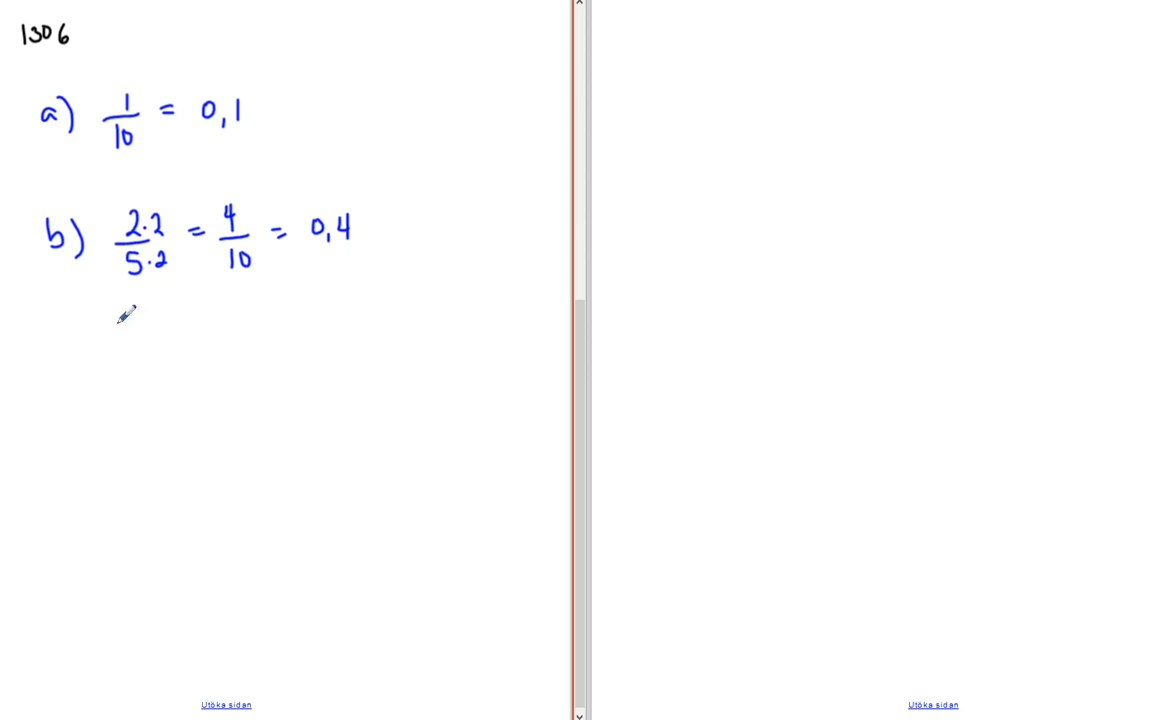 1306
a) 1/10 = 0,1
b) 2·2/5·2 = 4/10 = 0,4
Utöka sidan
Utöka sidan